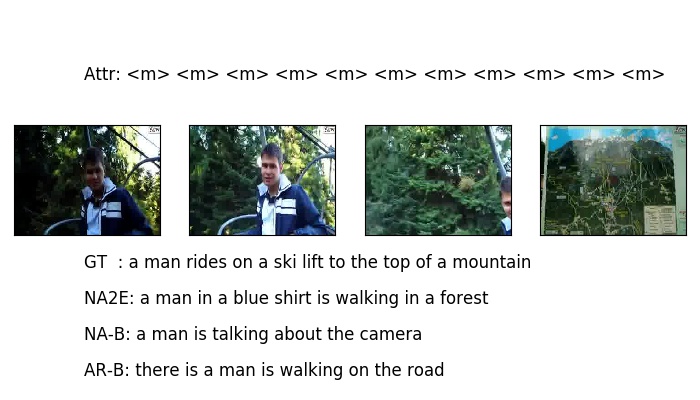 Attr: <m> <m> <m> <m> <m> <m> <m> <m> <m> <m> <m>
GT : a man rides on a ski lift to the top of a mountain
NA2E: a man in a blue shirt is walking in a forest
NA-B: a man is talking about the camera
AR-B: there is a man is walking on the road